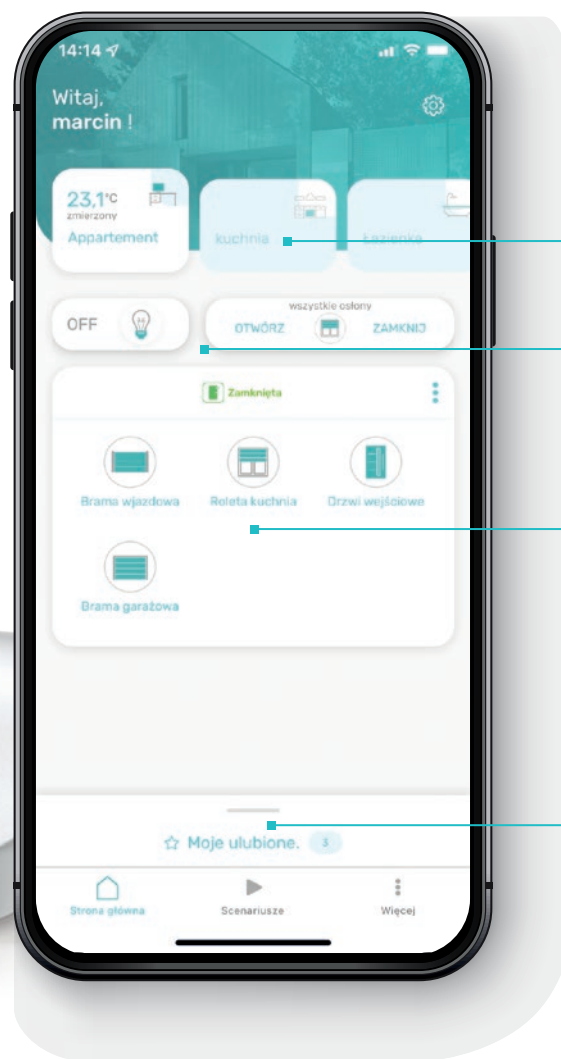 14:14
Witaj,
marcin !
23,1°C
zmierzony
Appartement
kuchnia
Łazienka
OFF
wszystkie osłony
OTWÓRZ
ZAMKNIJ
Zamknięta
Brama wjazdowa
Roleta kuchnia
Drzwi wejściowe
Brama garażowa
Moje ulubione. 3
Strona główna
Scenariusze
Więcej